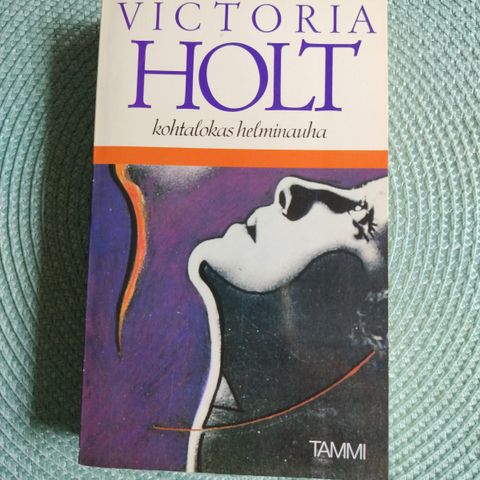 VICTORIA
HOLT
kohtalokas helminauha
TAMMI